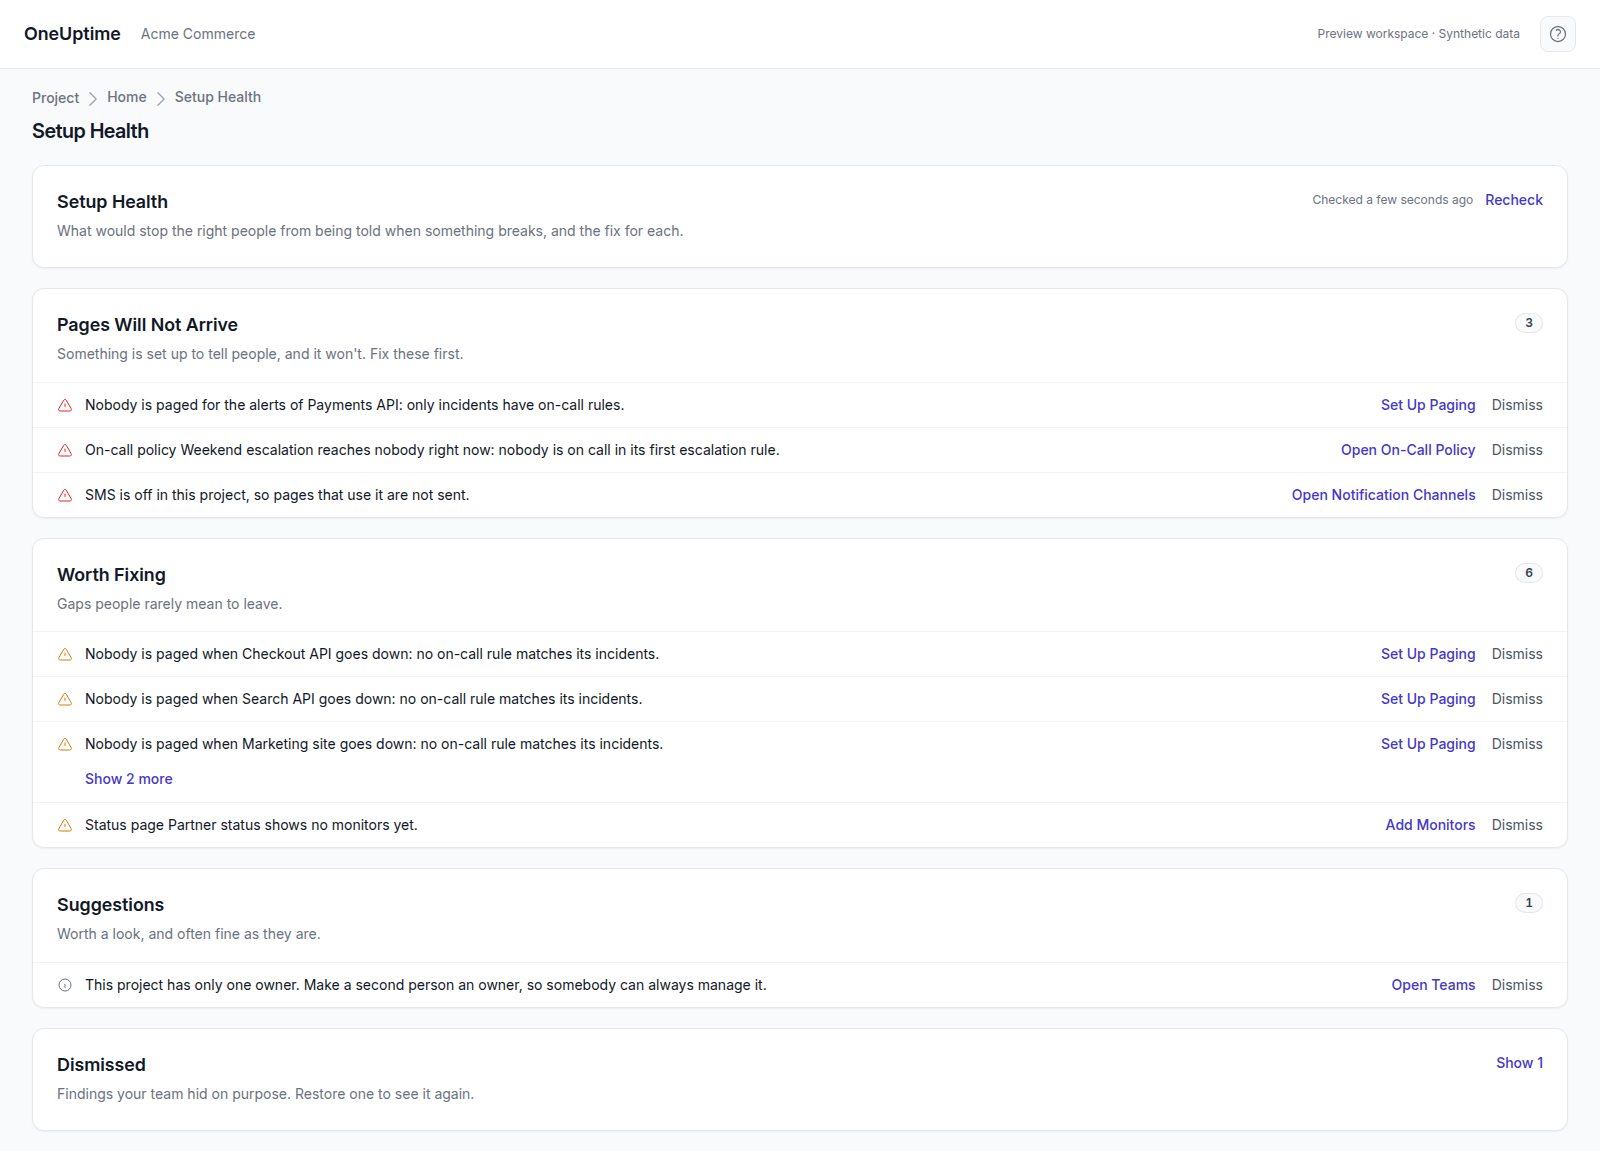 OneUptime Acme Commerce Preview workspace · Synthetic data
Project Home Setup Health
Setup Health
Setup Health Checked a few seconds ago Recheck
What would stop the right people from being told when something breaks, and the fix for each.
Pages Will Not Arrive 3
Something is set up to tell people, and it won't. Fix these first.
Nobody is paged for the alerts of Payments API: only incidents have on-call rules. Set Up Paging Dismiss
On-call policy Weekend escalation reaches nobody right now: nobody is on call in its first escalation rule. Open On-Call Policy Dismiss
SMS is off in this project, so pages that use it are not sent. Open Notification Channels Dismiss
Worth Fixing 6
Gaps people rarely mean to leave.
Nobody is paged when Checkout API goes down: no on-call rule matches its incidents. Set Up Paging Dismiss
Nobody is paged when Search API goes down: no on-call rule matches its incidents. Set Up Paging Dismiss
Nobody is paged when Marketing site goes down: no on-call rule matches its incidents. Set Up Paging Dismiss
Show 2 more
Status page Partner status shows no monitors yet. Add Monitors Dismiss
Suggestions 1
Worth a look, and often fine as they are.
This project has only one owner. Make a second person an owner, so somebody can always manage it. Open Teams Dismiss
Dismissed Show 1
Findings your team hid on purpose. Restore one to see it again.